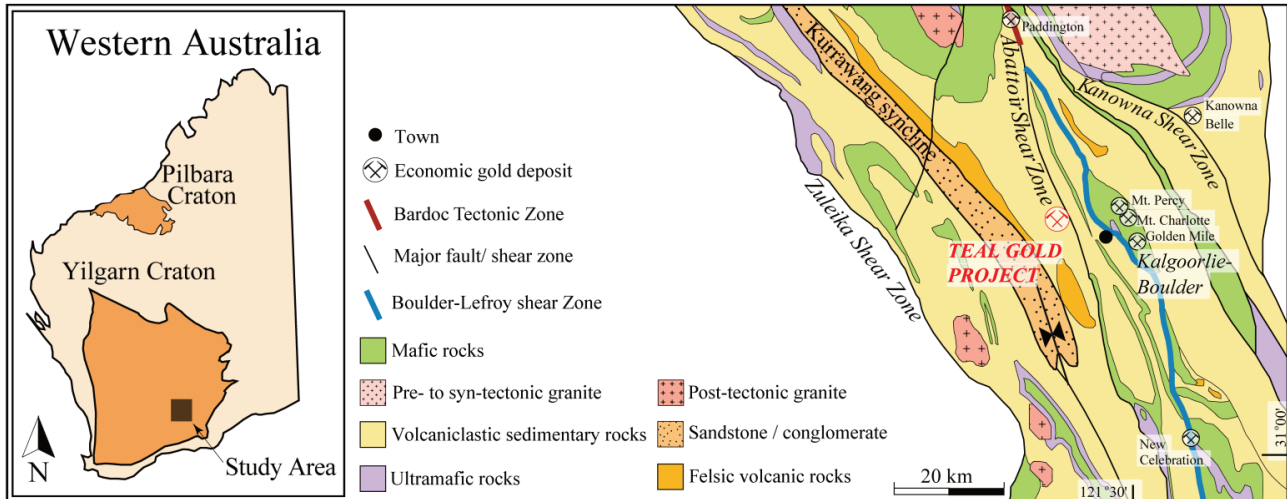 Western Australia
Pilbara
Craton
Yilgarn Craton
Study Area
N
Town
Economic gold deposit
Bardoc Tectonic Zone
Major fault/ shear zone
Boulder-Lefroy shear Zone
Mafic rocks
Pre- to syn-tectonic granite
Volcaniclastic sedimentary rocks
Ultramafic rocks
Post-tectonic granite
Sandstone / conglomerate
Felsic volcanic rocks
Kurrawang syncline
Zuleika Shear Zone
Paddington
Abattoir Shear Zone
Kanowna Shear Zone
Kanowna
Belle
Mt. Percy
Mt. Charlotte
Golden Mile
Kalgoorlie-
Boulder
TEAL GOLD
PROJECT
New
Celebration
20 km
121°30'
31°00'